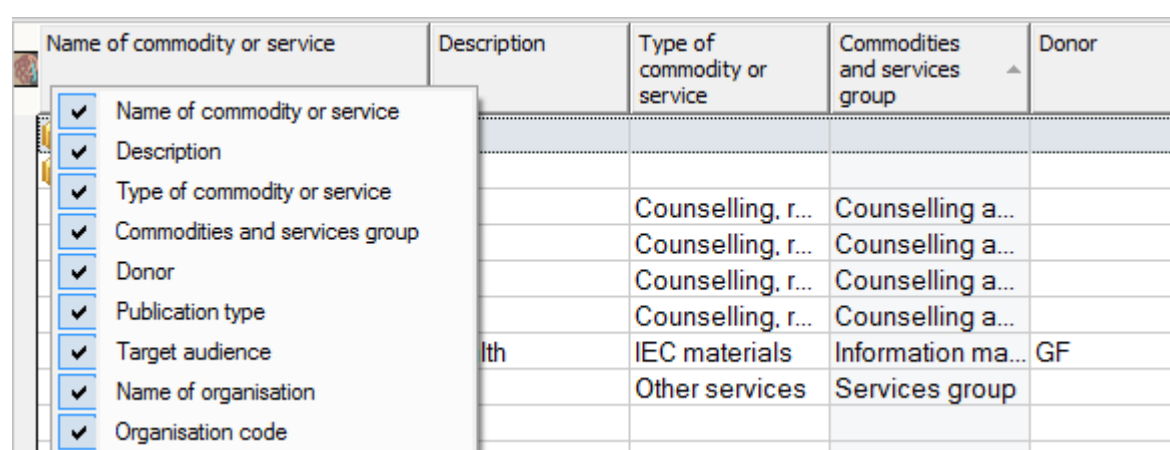 Name of commodity or service Description Type of commodity or service Commodities and services group Donor
Name of commodity or service
Description
Type of commodity or service
Commodities and services group
Donor
Publication type
Target audience
Name of organisation
Organisation code
Counselling, r... Counselling a...
Counselling, r... Counselling a...
Counselling, r... Counselling a...
Counselling, r... Counselling a...
lth IEC materials Information ma... GF
Other services Services group